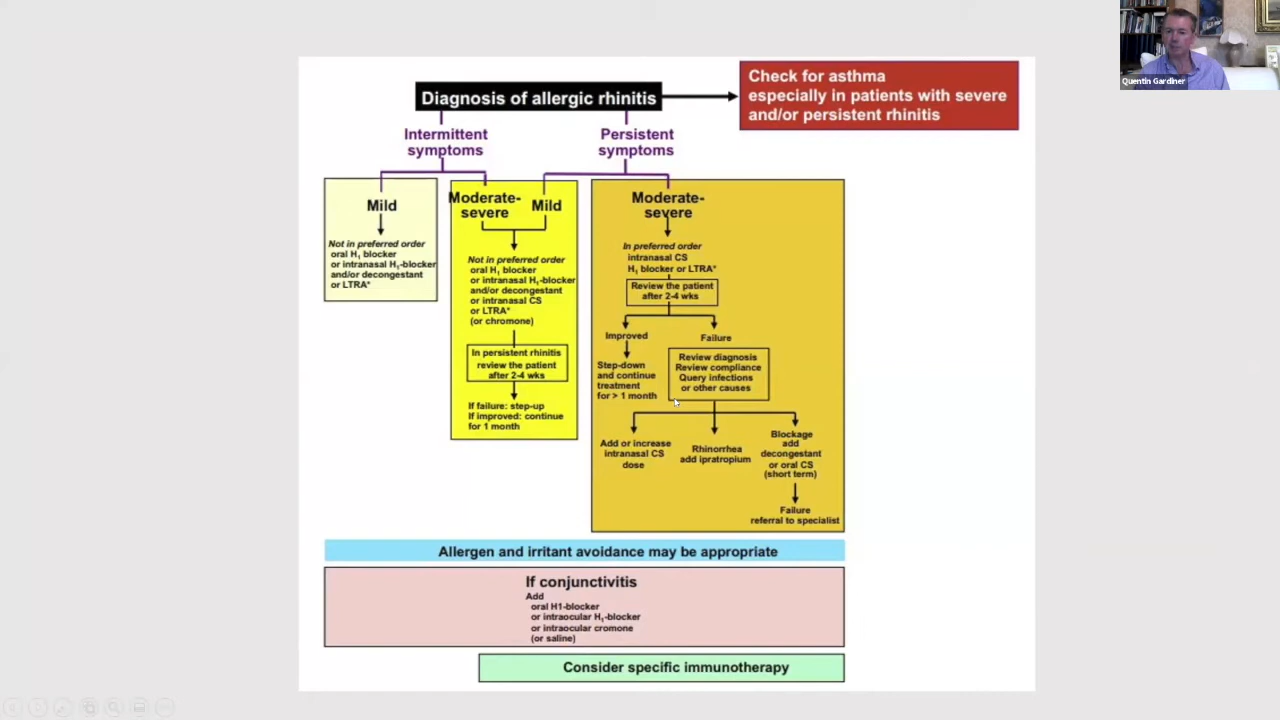 Quentin Gardiner
Diagnosis of allergic rhinitis
Check for asthma
especially in patients with severe
and/or persistent rhinitis
Intermittent
symptoms
Persistent
symptoms
Mild
Not in preferred order
oral H₁ blocker
or intranasal H₁-blocker
and/or decongestant
or LTRA*
Moderate-
severe
Mild
Not in preferred order
oral H₁ blocker
or intranasal H₁-blocker
and/or decongestant
or intranasal CS
or LTRA*
(or chromone)
In persistent rhinitis
review the patient
after 2-4 wks
If failure: step-up
If improved: continue
for 1 month
Moderate-
severe
In preferred order
intranasal CS
H₁ blocker or LTRA*
Review the patient
after 2-4 wks
Improved
Step-down
and continue
treatment
for > 1 month
Failure
Review diagnosis
Review compliance
Query infections
or other causes
Add or increase
intranasal CS
dose
Rhinorrhea
add ipratropium
Blockage
add
decongestant
or oral CS
(short term)
Failure
referral to specialist
Allergen and irritant avoidance may be appropriate
If conjunctivitis
Add
oral H1-blocker
or intraocular H₁-blocker
or intraocular cromone
(or saline)
Consider specific immunotherapy